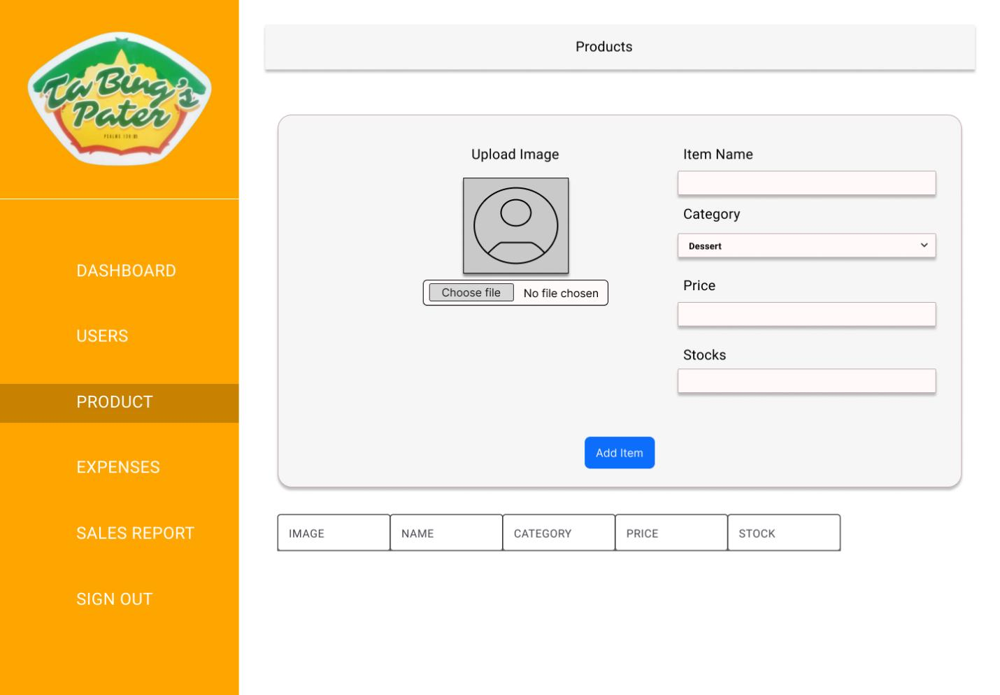 Ta Bing's
Pater
DASHBOARD
USERS
PRODUCT
EXPENSES
SALES REPORT
SIGN OUT
Products
Upload Image
Choose file No file chosen
Item Name
Category
Dessert
Price
Stocks
Add Item
IMAGE NAME CATEGORY PRICE STOCK